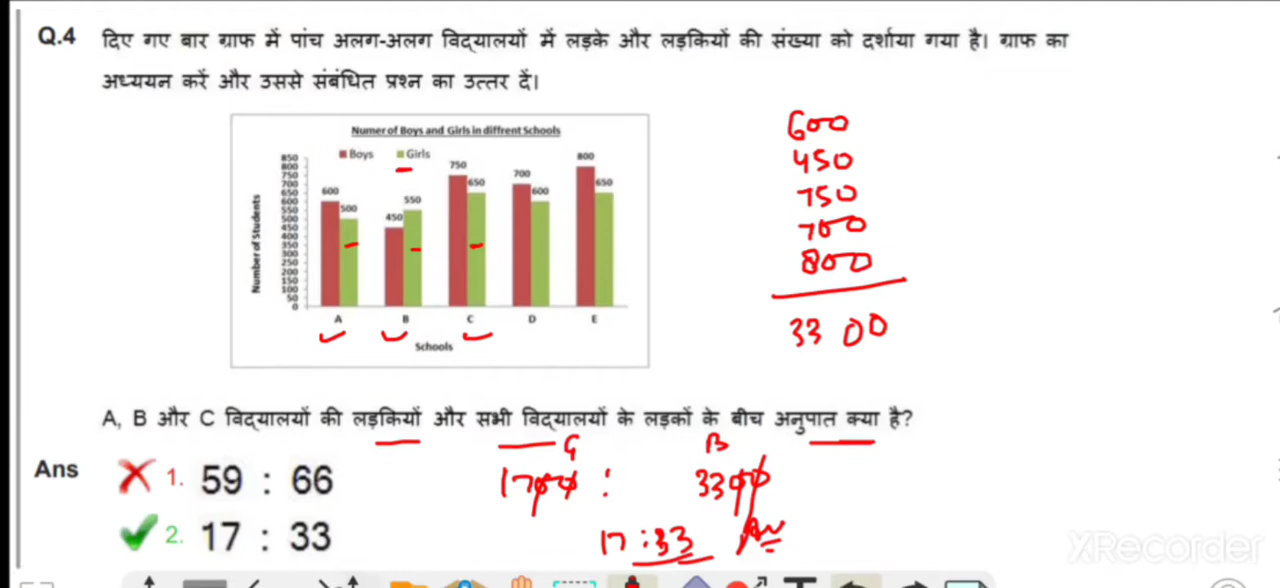 Q.4 दिए गए बार ग्राफ में पांच अलग-अलग विद्यालयों में लड़के और लड़कियों की संख्या को दर्शाया गया है। ग्राफ का
अध्ययन करें और उससे संबंधित प्रश्न का उत्तर दें।
Numer of Boys and Girls in diffrent Schools
Boys Girls
Number of Students
850
800
750
700
650
600
550
500
450
400
350
300
250
200
150
100
50
0
600 500 450 550 750 650 700 600 800 650
A B C D E
Schools
600
450
750
700
800
3300
A, B और C विद्यालयों की लड़कियों और सभी विद्यालयों के लड़कों के बीच अनुपात क्या है?
G B
1700 : 3300
17:33 Ans
Ans 1. 59 : 66
2. 17 : 33
XRecorder